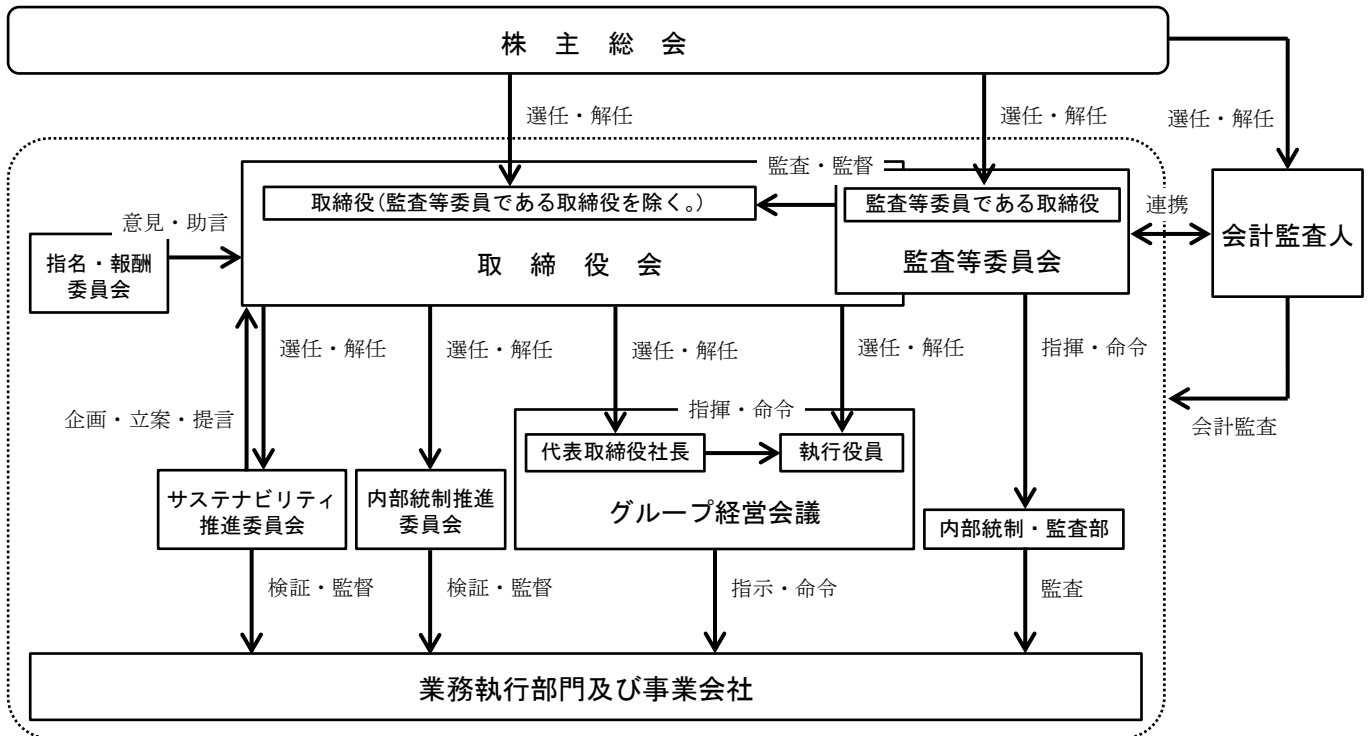 株 主 総 会
選任・解任
選任・解任
選任・解任
監査・監督
取締役(監査等委員である取締役を除く。)
監査等委員である取締役
連携
会計監査人
意見・助言
指名・報酬
委員会
取 締 役 会
監査等委員会
選任・解任
選任・解任
選任・解任
選任・解任
指揮・命令
企画・立案・提言
指揮・命令
会計監査
代表取締役社長
執行役員
サステナビリティ
推進委員会
内部統制推進
委員会
グループ経営会議
内部統制・監査部
検証・監督
検証・監督
指示・命令
監査
業務執行部門及び事業会社